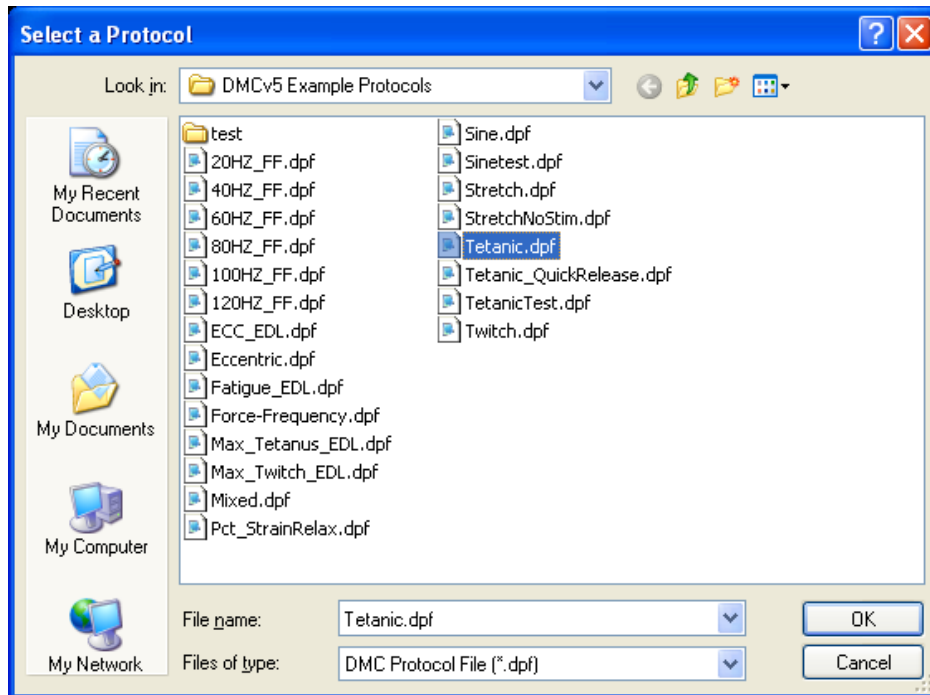 Select a Protocol
Look in: DMCv5 Example Protocols
My Recent
Documents
Desktop
My Documents
My Computer
My Network
test
20HZ_FF.dpf
40HZ_FF.dpf
60HZ_FF.dpf
80HZ_FF.dpf
100HZ_FF.dpf
120HZ_FF.dpf
ECC_EDL.dpf
Eccentric.dpf
Fatigue_EDL.dpf
Force-Frequency.dpf
Max_Tetanus_EDL.dpf
Max_Twitch_EDL.dpf
Mixed.dpf
Pct_StrainRelax.dpf
Sine.dpf
Sinetest.dpf
Stretch.dpf
StretchNoStim.dpf
Tetanic.dpf
Tetanic_QuickRelease.dpf
TetanicTest.dpf
Twitch.dpf
File name: Tetanic.dpf OK
Files of type: DMC Protocol File (*.dpf) Cancel